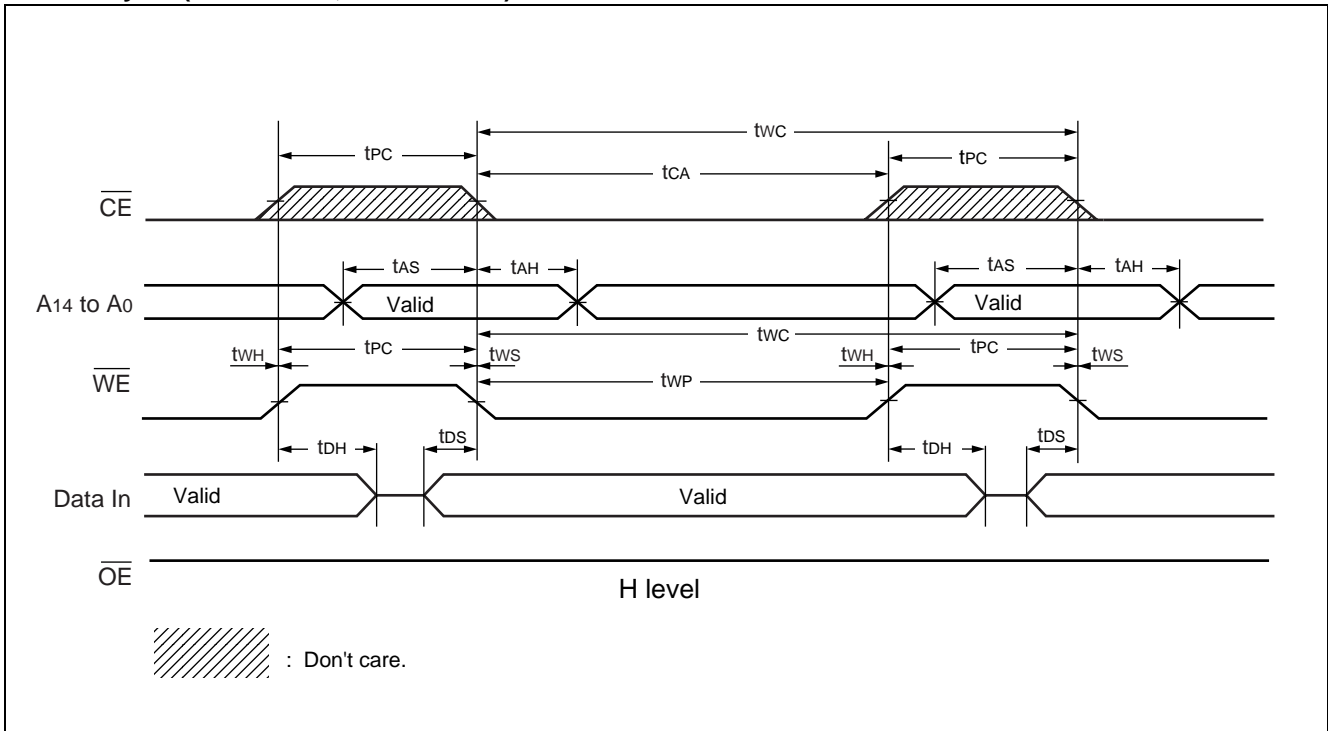 tWC
tPC tPC
tCA
CE
tAS tAH tAS tAH
A14 to A0 Valid Valid
tWC
tWH tPC tWS tWH tPC tWS
WE tWP
tDH tDS tDH tDS
Data In Valid Valid
OE
H level
: Don't care.